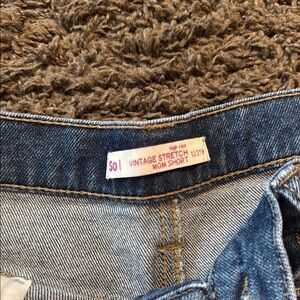 SO |
high rise
VINTAGE STRETCH
MOM SHORT